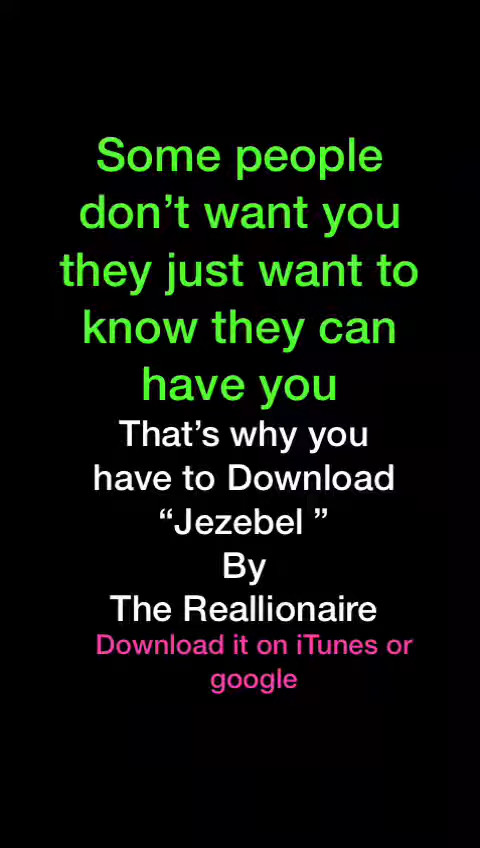 Some people
don’t want you
they just want to
know they can
have you
That’s why you
have to Download
“Jezebel ”
By
The Reallionaire
Download it on iTunes or
google